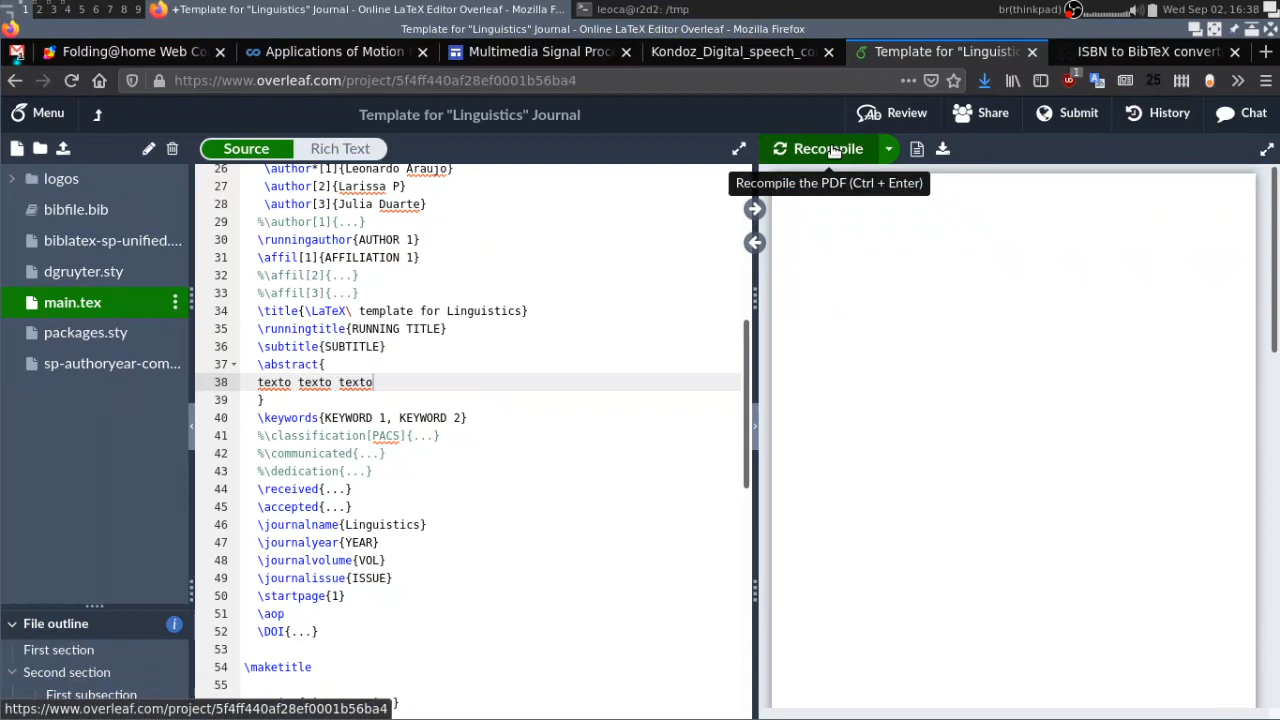 1 2 3 4 5 6 7 8 9 +Template for "Linguistics" Journal - Online LaTeX Editor Overleaf - Mozilla F... leoca@r2d2: /tmp br(thinkpad) Wed Sep 02, 16:38
Template for "Linguistics" Journal - Online LaTeX Editor Overleaf - Mozilla Firefox
Folding@home Web Co Applications of Motion Multimedia Signal Proc Kondoz_Digital_speech_co Template for "Linguistic ISBN to BibTeX convert
https://www.overleaf.com/project/5f4ff440af28ef0001b56ba4 1 25
Menu Template for "Linguistics" Journal Review Share Submit History Chat
Source Rich Text Recompile
logos
bibfile.bib
biblatex-sp-unified....
dgruyter.sty
main.tex
packages.sty
sp-authoryear-com...
File outline
First section
Second section
First subsection
26 \author*[1]{Leonardo Araujo}
27 \author[2]{Larissa P}
28 \author[3]{Julia Duarte}
29 %\author[1]{...}
30 \runningauthor{AUTHOR 1}
31 \affil[1]{AFFILIATION 1}
32 %\affil[2]{...}
33 %\affil[3]{...}
34 \title{\LaTeX\ template for Linguistics}
35 \runningtitle{RUNNING TITLE}
36 \subtitle{SUBTITLE}
37 \abstract{
38 texto texto texto
39 }
40 \keywords{KEYWORD 1, KEYWORD 2}
41 %\classification[PACS]{...}
42 %\communicated{...}
43 %\dedication{...}
44 \received{...}
45 \accepted{...}
46 \journalname{Linguistics}
47 \journalyear{YEAR}
48 \journalvolume{VOL}
49 \journalissue{ISSUE}
50 \startpage{1}
51 \aop
52 \DOI{...}
53
54 \maketitle
55
Recompile the PDF (Ctrl + Enter)
https://www.overleaf.com/project/5f4ff440af28ef0001b56ba4